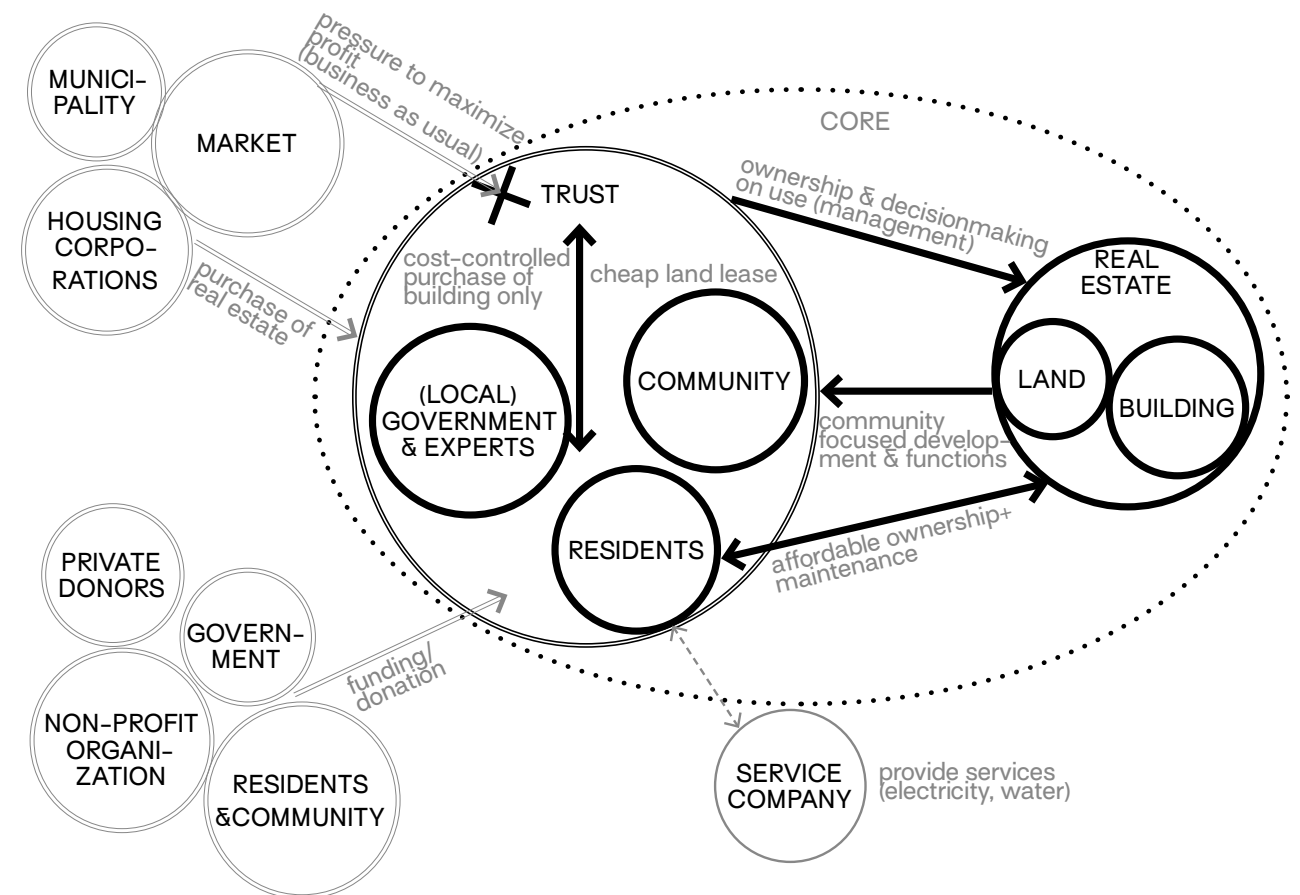 MUNICI-
PALITY
MARKET
HOUSING
CORPO-
RATIONS
pressure to maximize
profit
(business as usual)
purchase of
real estate
CORE
TRUST
cost-controlled
purchase of
building only
cheap land lease
(LOCAL)
GOVERNMENT
& EXPERTS
COMMUNITY
RESIDENTS
ownership & decisionmaking
on use (management)
REAL
ESTATE
LAND
BUILDING
community
focused develop-
ment & functions
affordable ownership+
maintenance
PRIVATE
DONORS
GOVERN-
MENT
NON-PROFIT
ORGANI-
ZATION
RESIDENTS
&COMMUNITY
funding/
donation
SERVICE
COMPANY
provide services
(electricity, water)